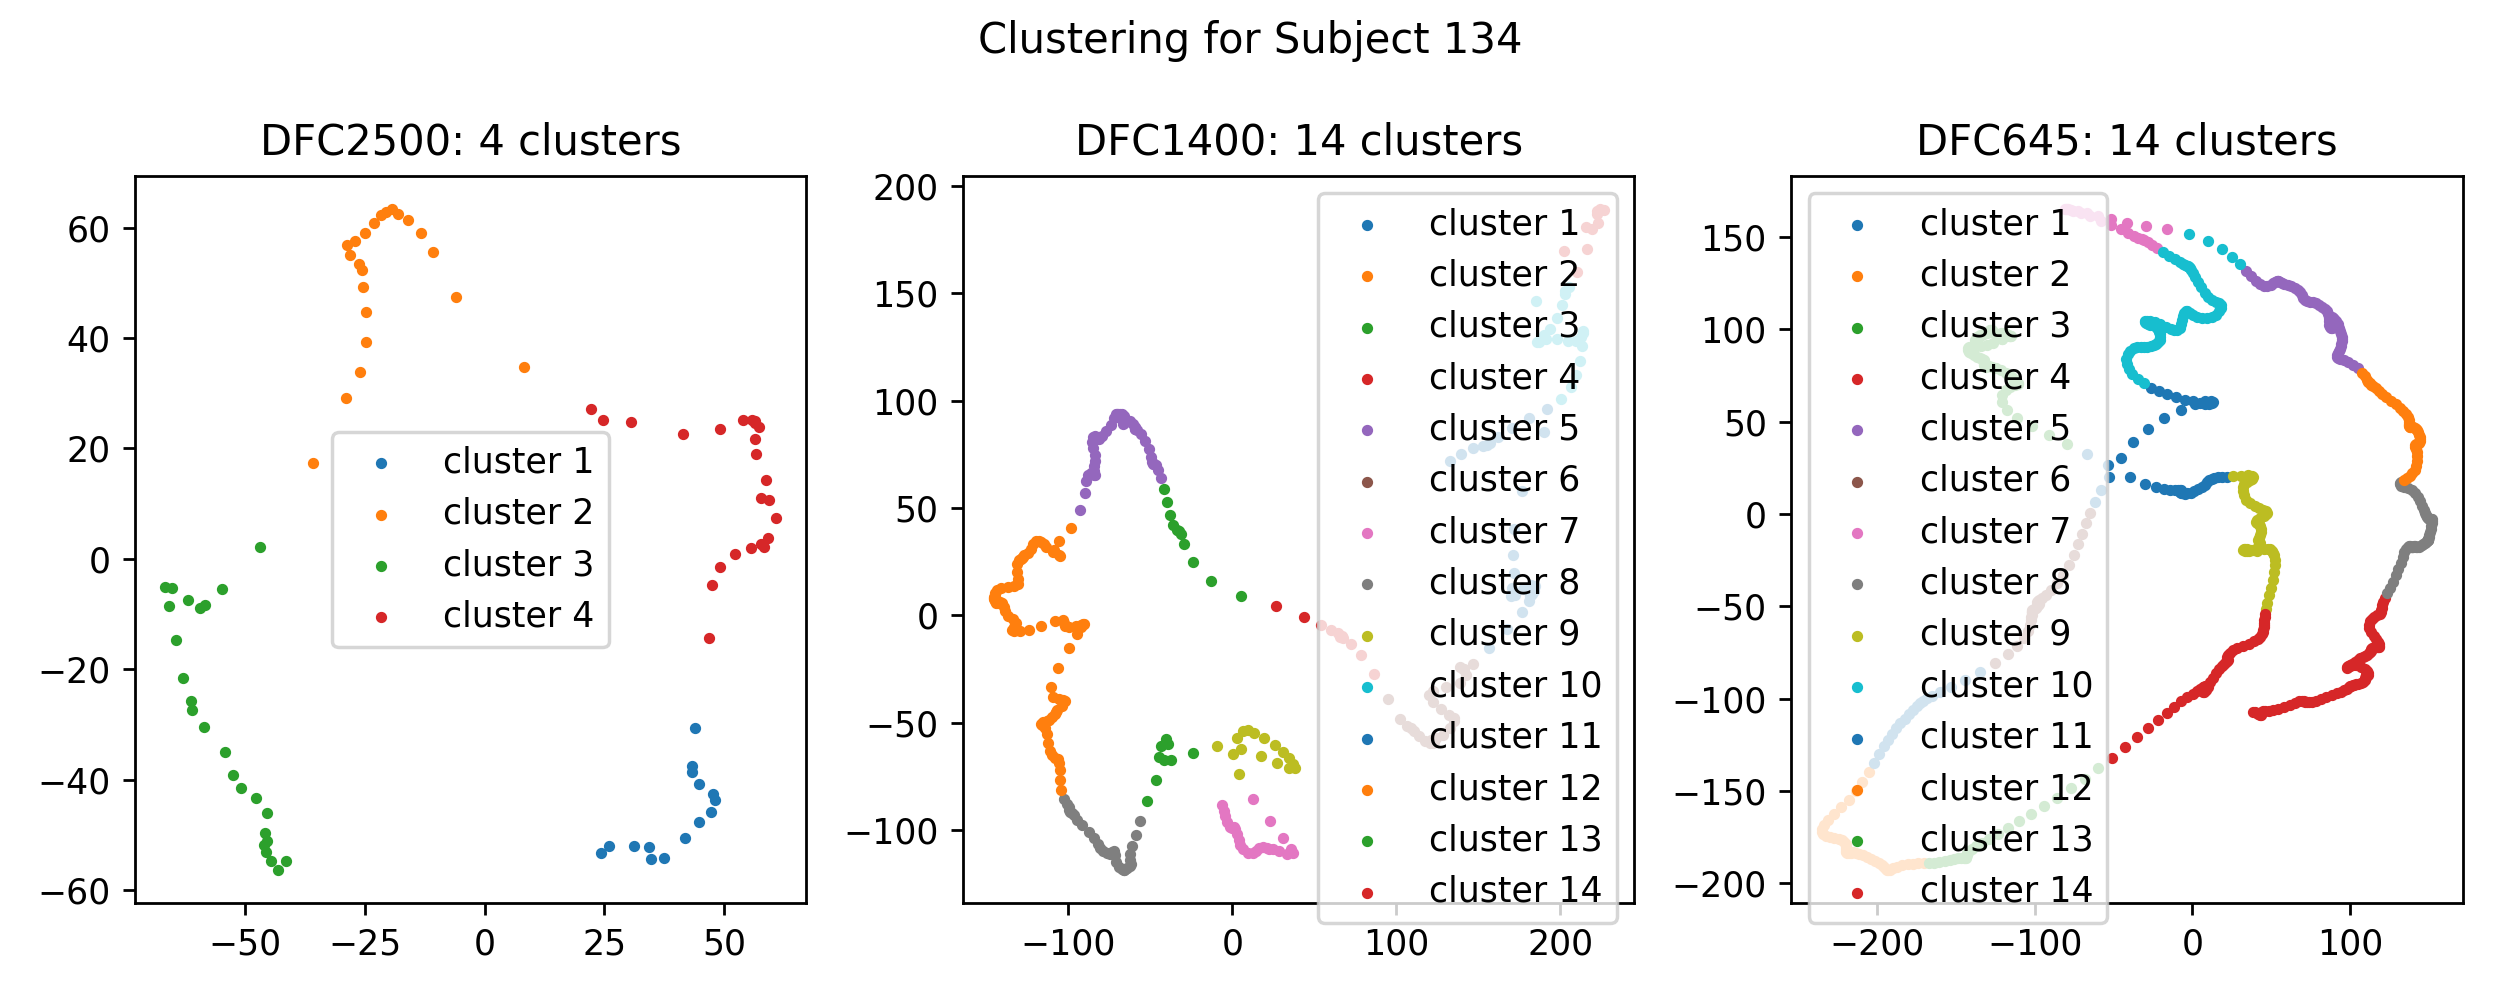 Clustering for Subject 134
DFC2500: 4 clusters
60
40
20
0
−20
−40
−60
−50
−25
0
25
50
cluster 1
cluster 2
cluster 3
cluster 4
DFC1400: 14 clusters
200
150
100
50
0
−50
−100
−100
0
100
200
cluster 1
cluster 2
cluster 3
cluster 4
cluster 5
cluster 6
cluster 7
cluster 8
cluster 9
cluster 10
cluster 11
cluster 12
cluster 13
cluster 14
DFC645: 14 clusters
150
100
50
0
−50
−100
−150
−200
−200
−100
0
100
cluster 1
cluster 2
cluster 3
cluster 4
cluster 5
cluster 6
cluster 7
cluster 8
cluster 9
cluster 10
cluster 11
cluster 12
cluster 13
cluster 14